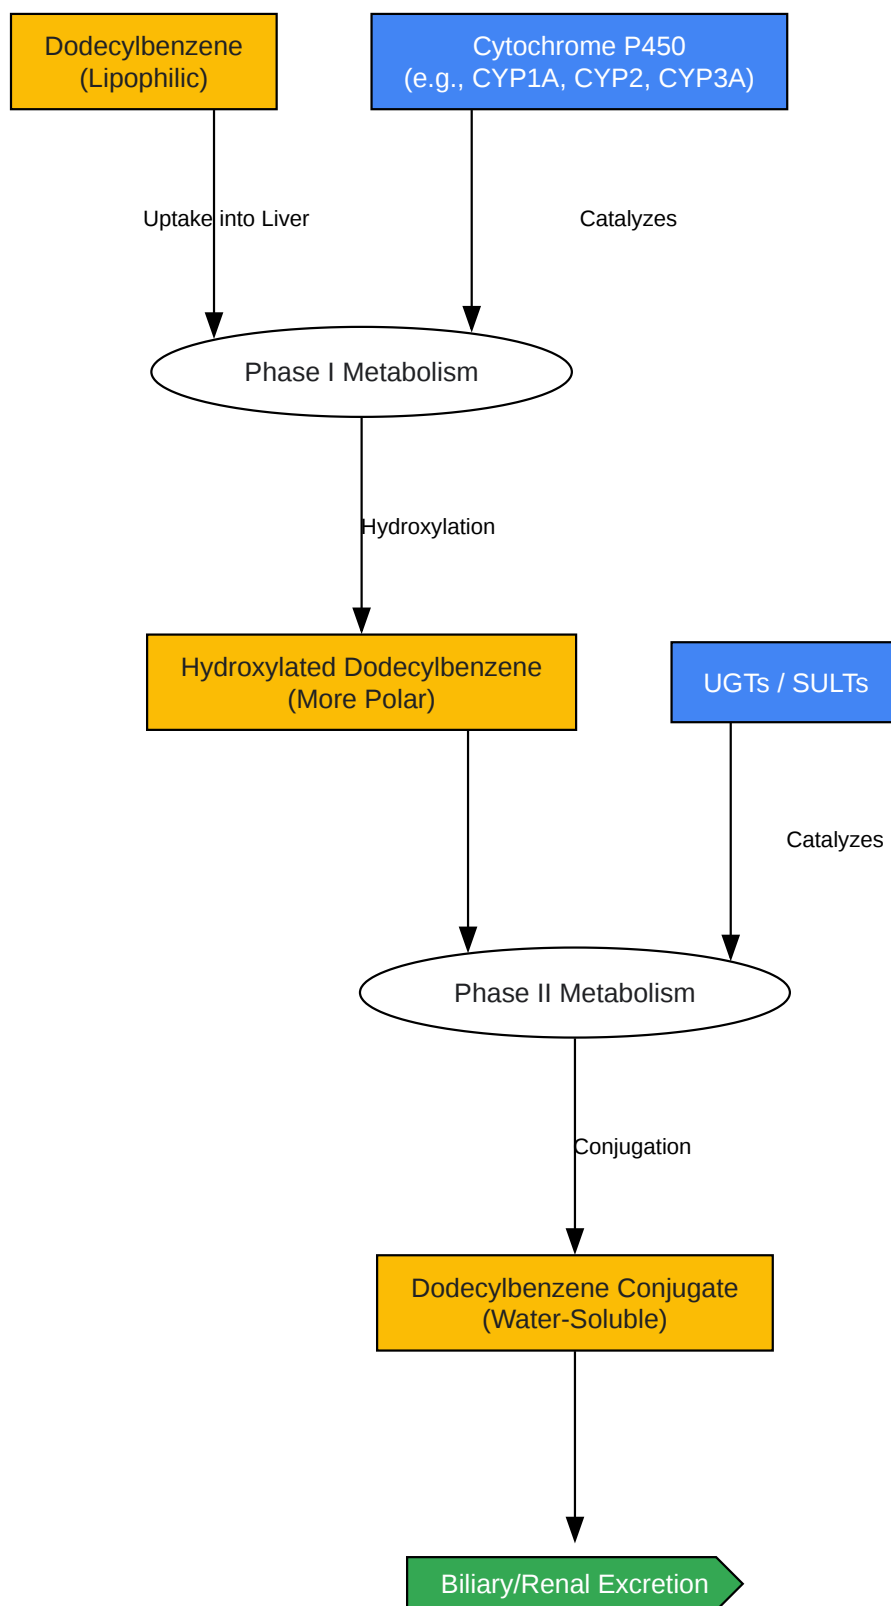 Dodecylbenzene
(Lipophilic)
Cytochrome P450
(e.g., CYP1A, CYP2, CYP3A)
Uptake into Liver
Catalyzes
Phase I Metabolism
Hydroxylation
Hydroxylated Dodecylbenzene
(More Polar)
UGTs / SULTs
Catalyzes
Phase II Metabolism
Conjugation
Dodecylbenzene Conjugate
(Water-Soluble)
Biliary/Renal Excretion